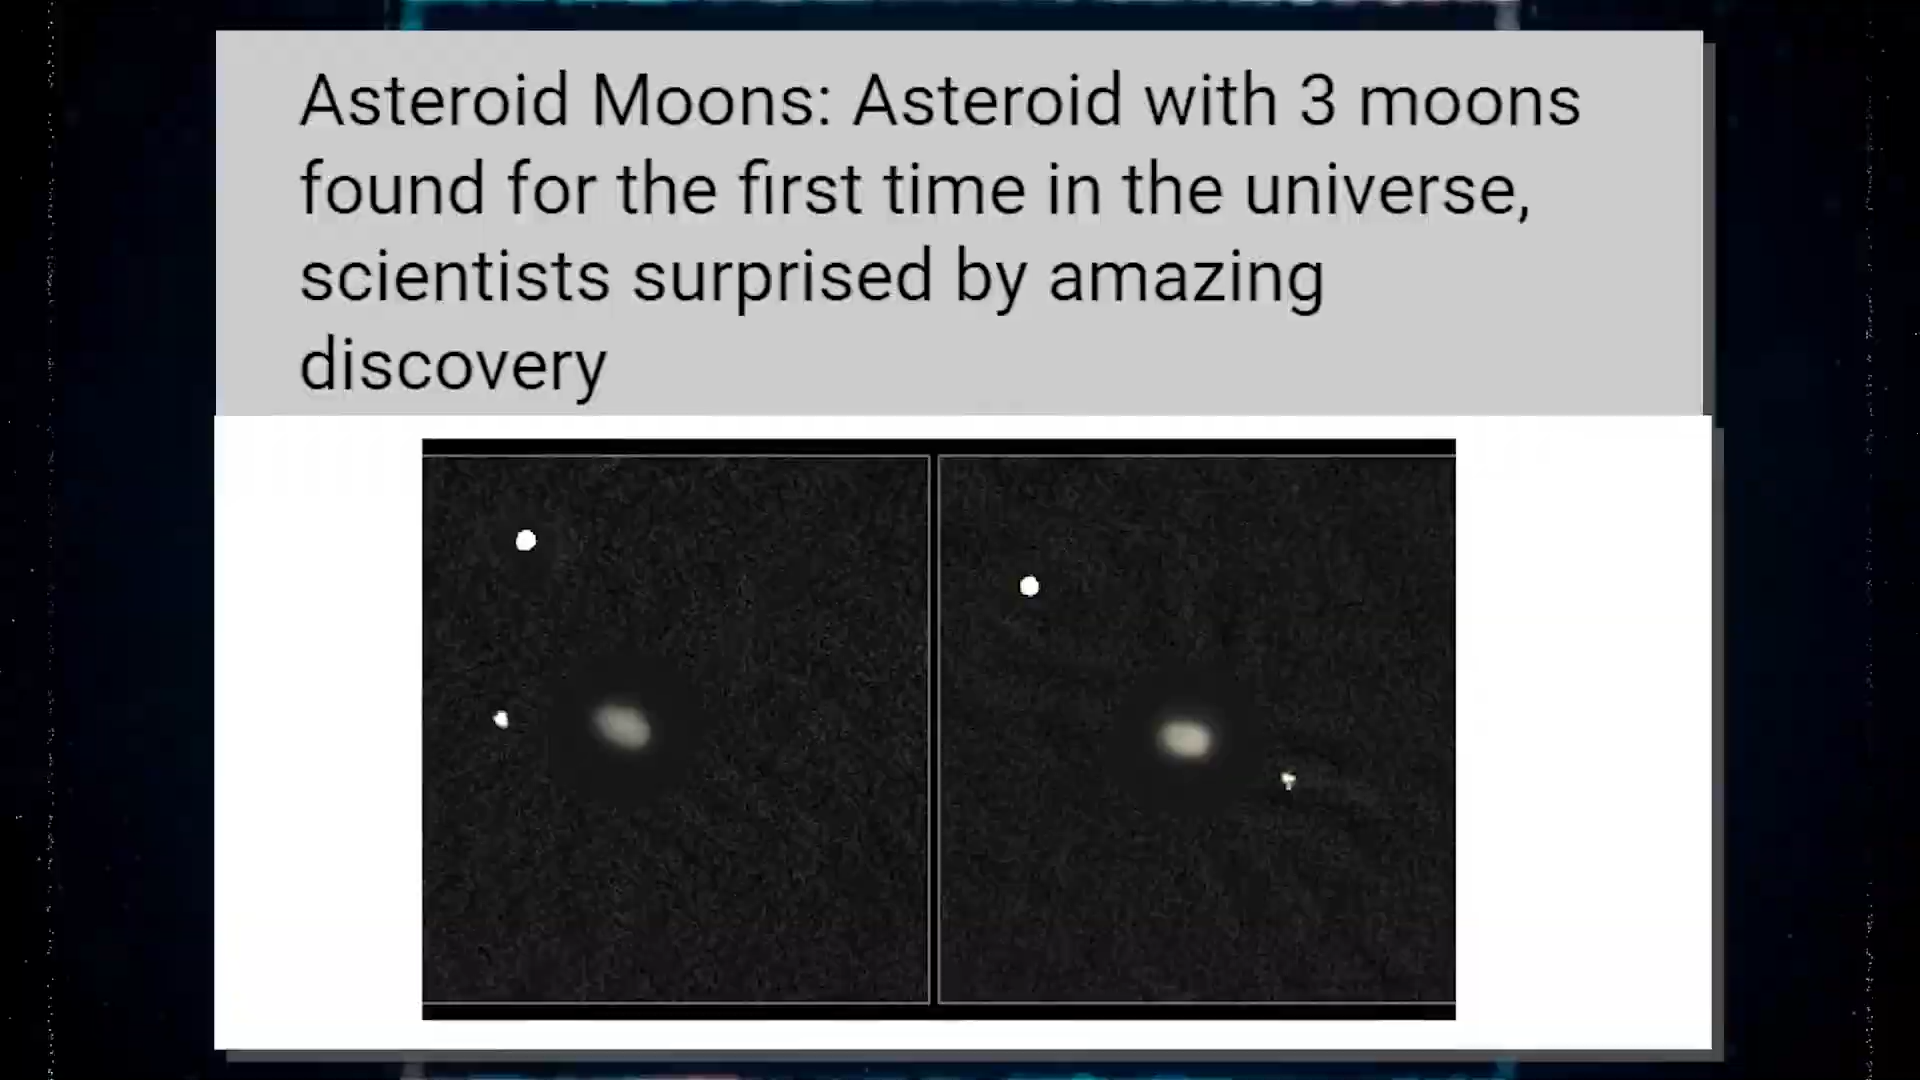 Asteroid Moons: Asteroid with 3 moons
found for the first time in the universe,
scientists surprised by amazing
discovery